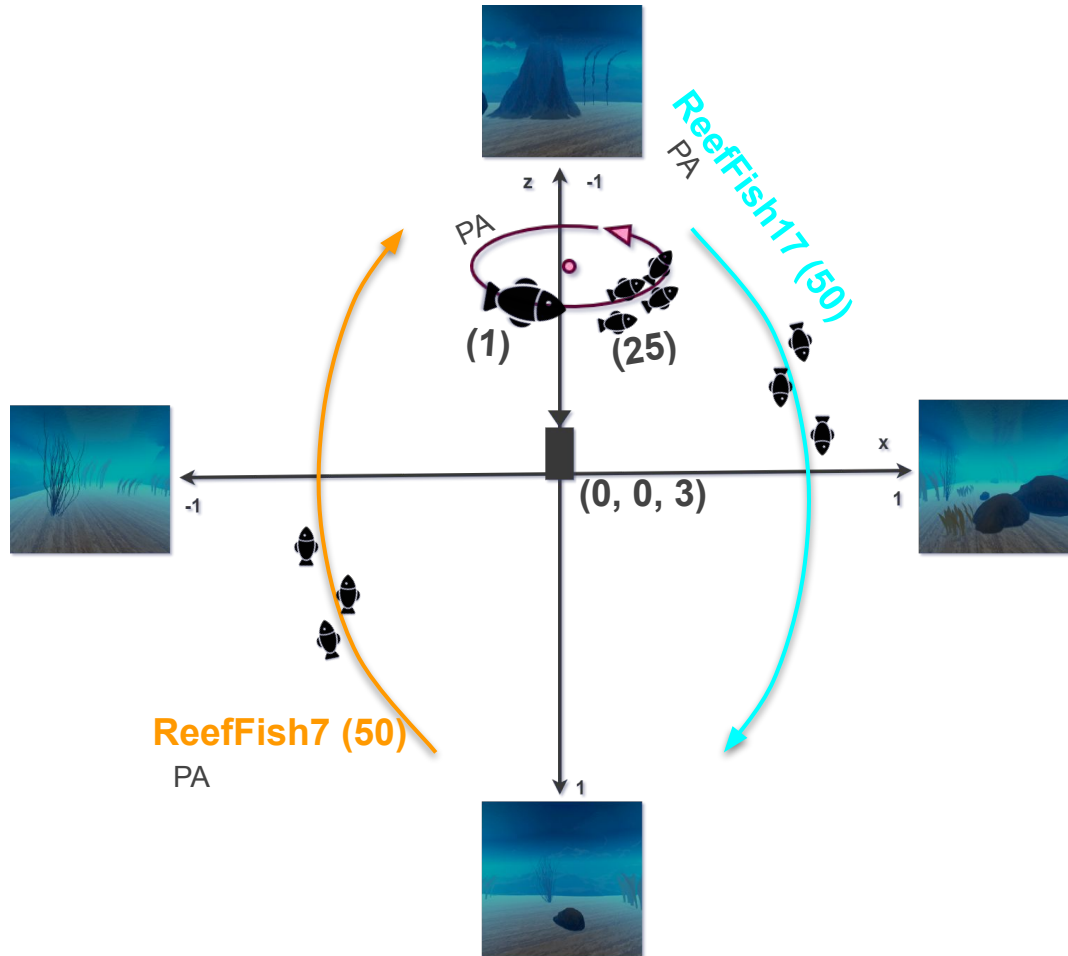 ReefFish17 (50)
PA
z
-1
PA
(1)
(25)
x
-1
(0, 0, 3)
1
ReefFish7 (50)
PA
1